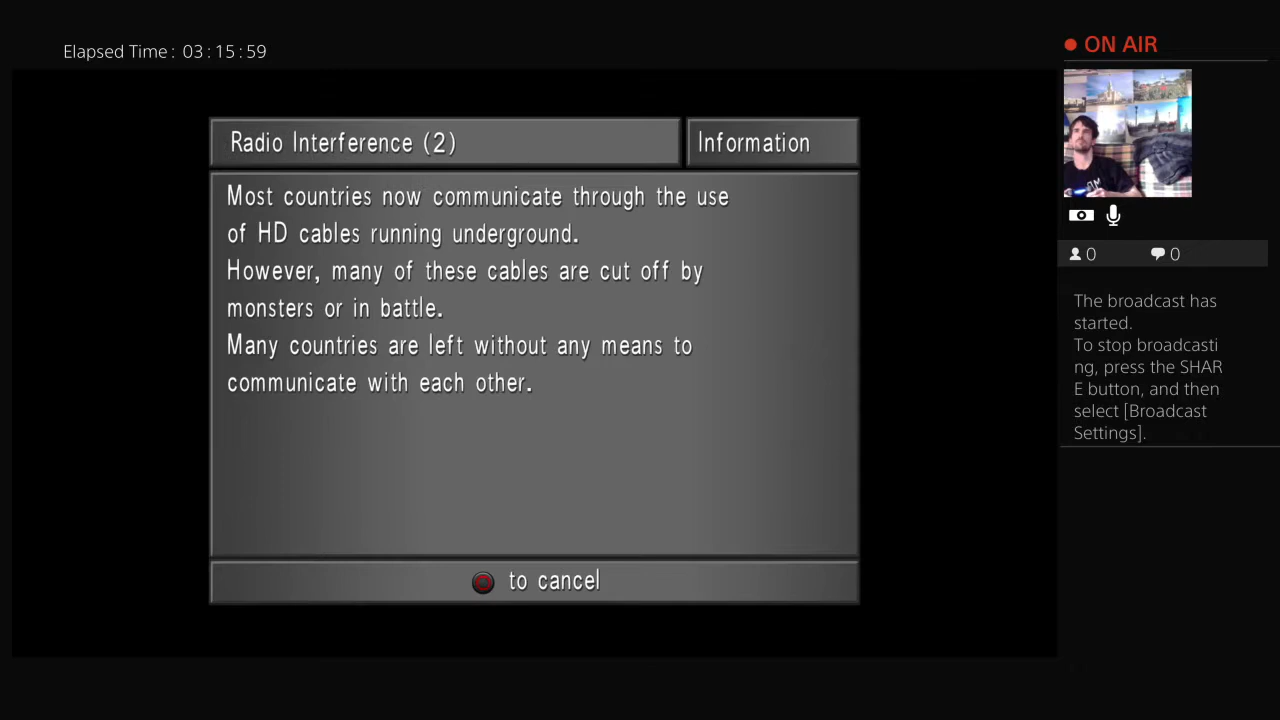 Elapsed Time : 03 : 15 : 59
ON AIR
Radio Interference (2)
Information
Most countries now communicate through the use
of HD cables running underground.
However, many of these cables are cut off by
monsters or in battle.
Many countries are left without any means to
communicate with each other.
to cancel
0
0
The broadcast has
started.
To stop broadcasti
ng, press the SHAR
E button, and then
select [Broadcast
Settings].